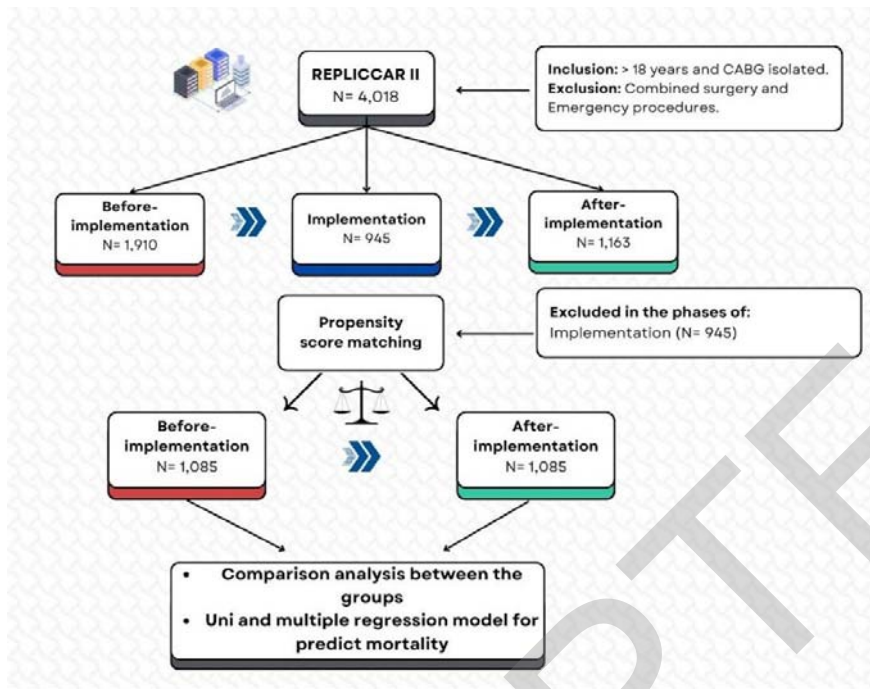 REPLICCAR II
N= 4,018
Inclusion: > 18 years and CABG isolated.
Exclusion: Combined surgery and
Emergency procedures.
Before-
implementation
N= 1,910
Implementation
N= 945
After-
implementation
N= 1,163
Propensity
score matching
Excluded in the phases of:
Implementation (N= 945)
Before-
implementation
N= 1,085
After-
implementation
N= 1,085
• Comparison analysis between the
groups
• Uni and multiple regression model for
predict mortality
PTE